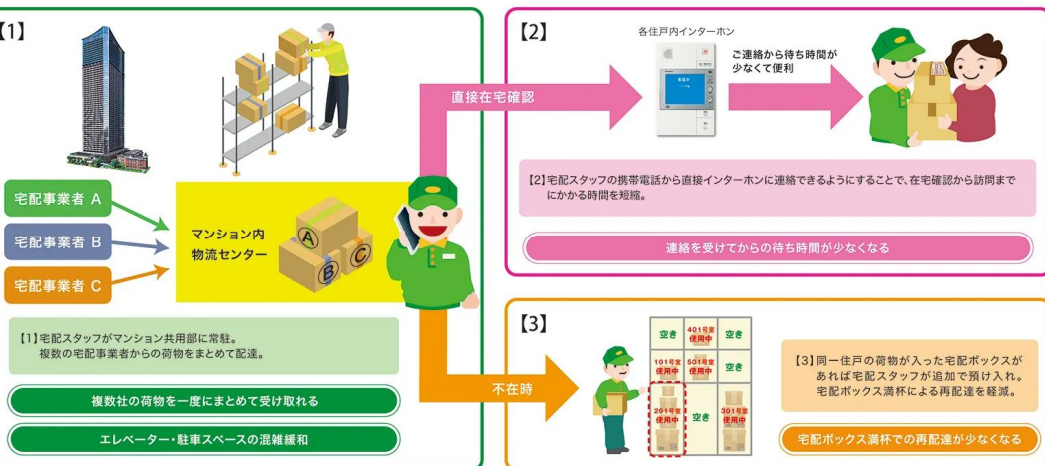 【1】
宅配事業者 A
宅配事業者 B
宅配事業者 C
マンション内
物流センター
A
B
C
【1】宅配スタッフがマンション共用部に常駐。
複数の宅配事業者からの荷物をまとめて配達。
複数社の荷物を一度にまとめて受け取れる
エレベーター・駐車スペースの混雑緩和
直接在宅確認
不在時
【2】
各住戸内インターホン
ご連絡から待ち時間が
少なくて便利
【2】宅配スタッフの携帯電話から直接インターホンに連絡できるようにすることで、在宅確認から訪問まで
にかかる時間を短縮。
連絡を受けてからの待ち時間が少なくなる
【3】
空き
401号室
使用中
空き
101号室
使用中
501号室
使用中
空き
201号室
使用中
空き
301号室
使用中
【3】同一住戸の荷物が入った宅配ボックスが
あれば宅配スタッフが追加で預け入れ。
宅配ボックス満杯による再配達を軽減。
宅配ボックス満杯での再配達が少なくなる